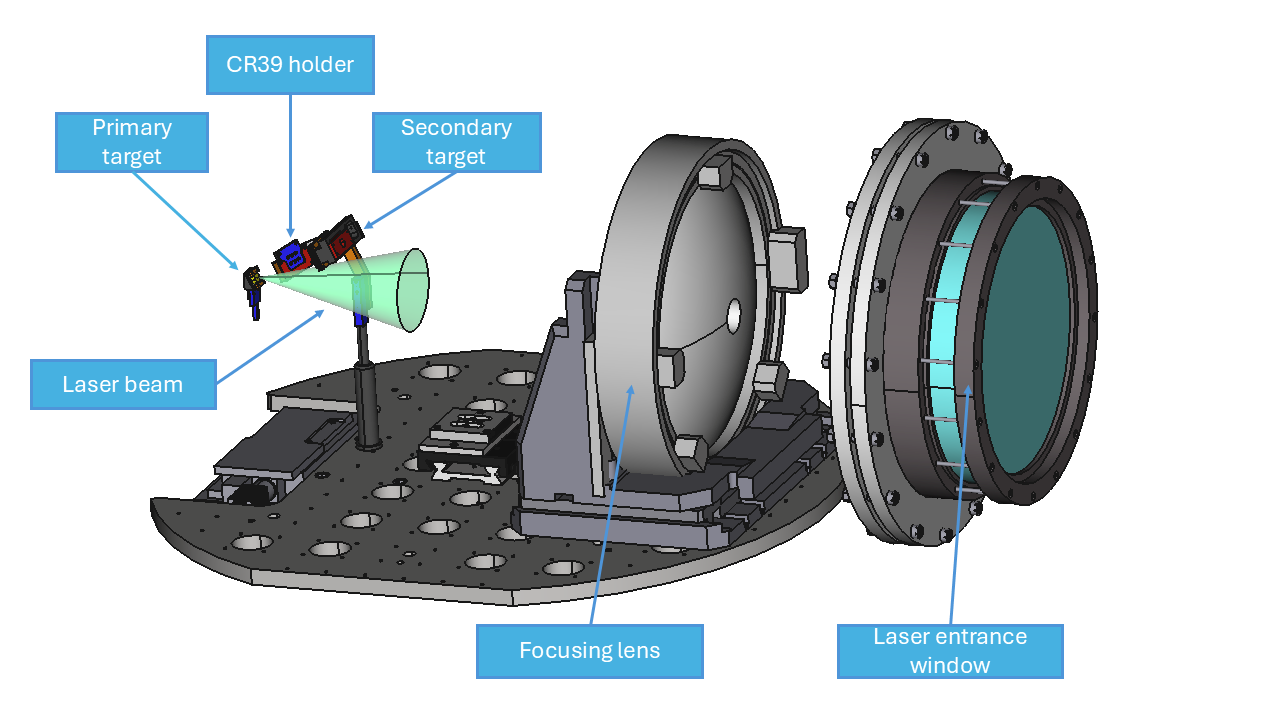 CR39 holder
Primary
target
Secondary
target
Laser beam
Focusing lens
Laser entrance
window